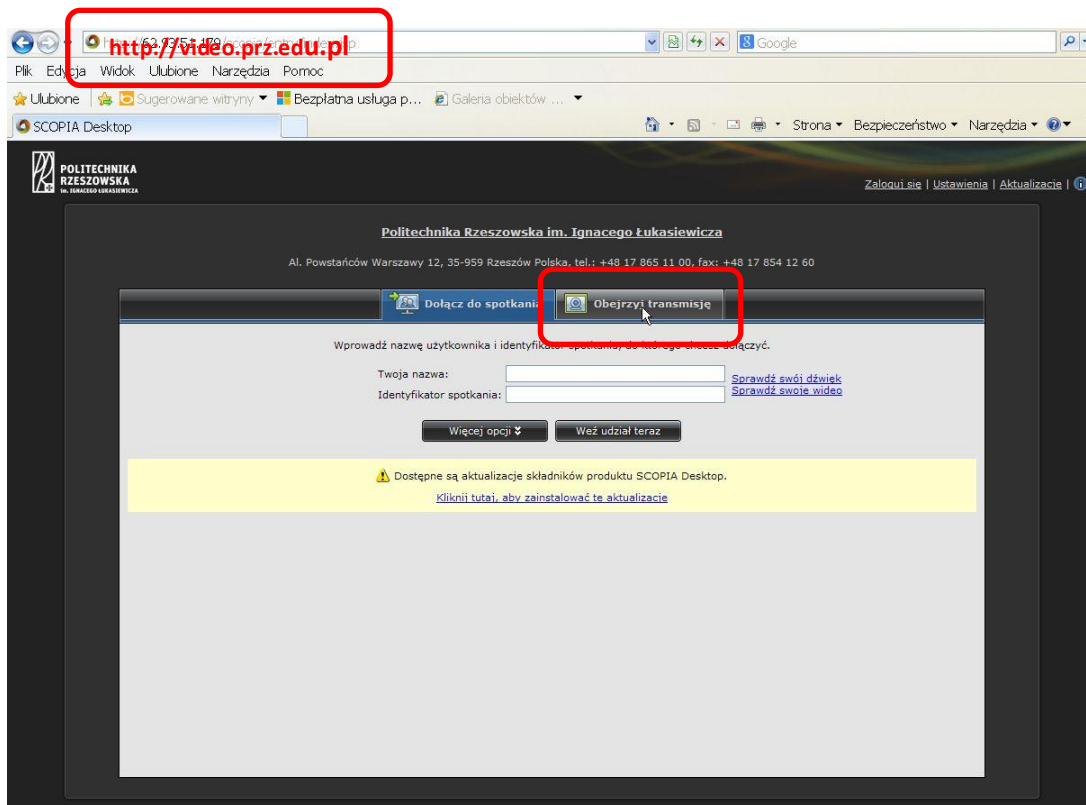 http://video.prz.edu.pl
Google
Plik Edycja Widok Ulubione Narzędzia Pomoc
Ulubione Sugerowane witryny Bezpłatna usługa p... Galeria obiektów ...
SCOPIA Desktop
Strona Bezpieczeństwo Narzędzia
POLITECHNIKA
RZESZOWSKA
im. IGNACEGO ŁUKASIEWICZA
Zaloguj się | Ustawienia | Aktualizacje |
Politechnika Rzeszowska im. Ignacego Łukasiewicza
Al. Powstańców Warszawy 12, 35-959 Rzeszów Polska, tel.: +48 17 865 11 00, fax: +48 17 854 12 60
Dołącz do spotkania
Obejrzyj transmisję
Wprowadź nazwę użytkownika i identyfikator spotkania, do którego chcesz dołączyć.
Twoja nazwa:
Sprawdź swój dźwięk
Identyfikator spotkania:
Sprawdź swoje wideo
Więcej opcji
Weź udział teraz
Dostępne są aktualizacje składników produktu SCOPIA Desktop.
Kliknij tutaj, aby zainstalować te aktualizacje